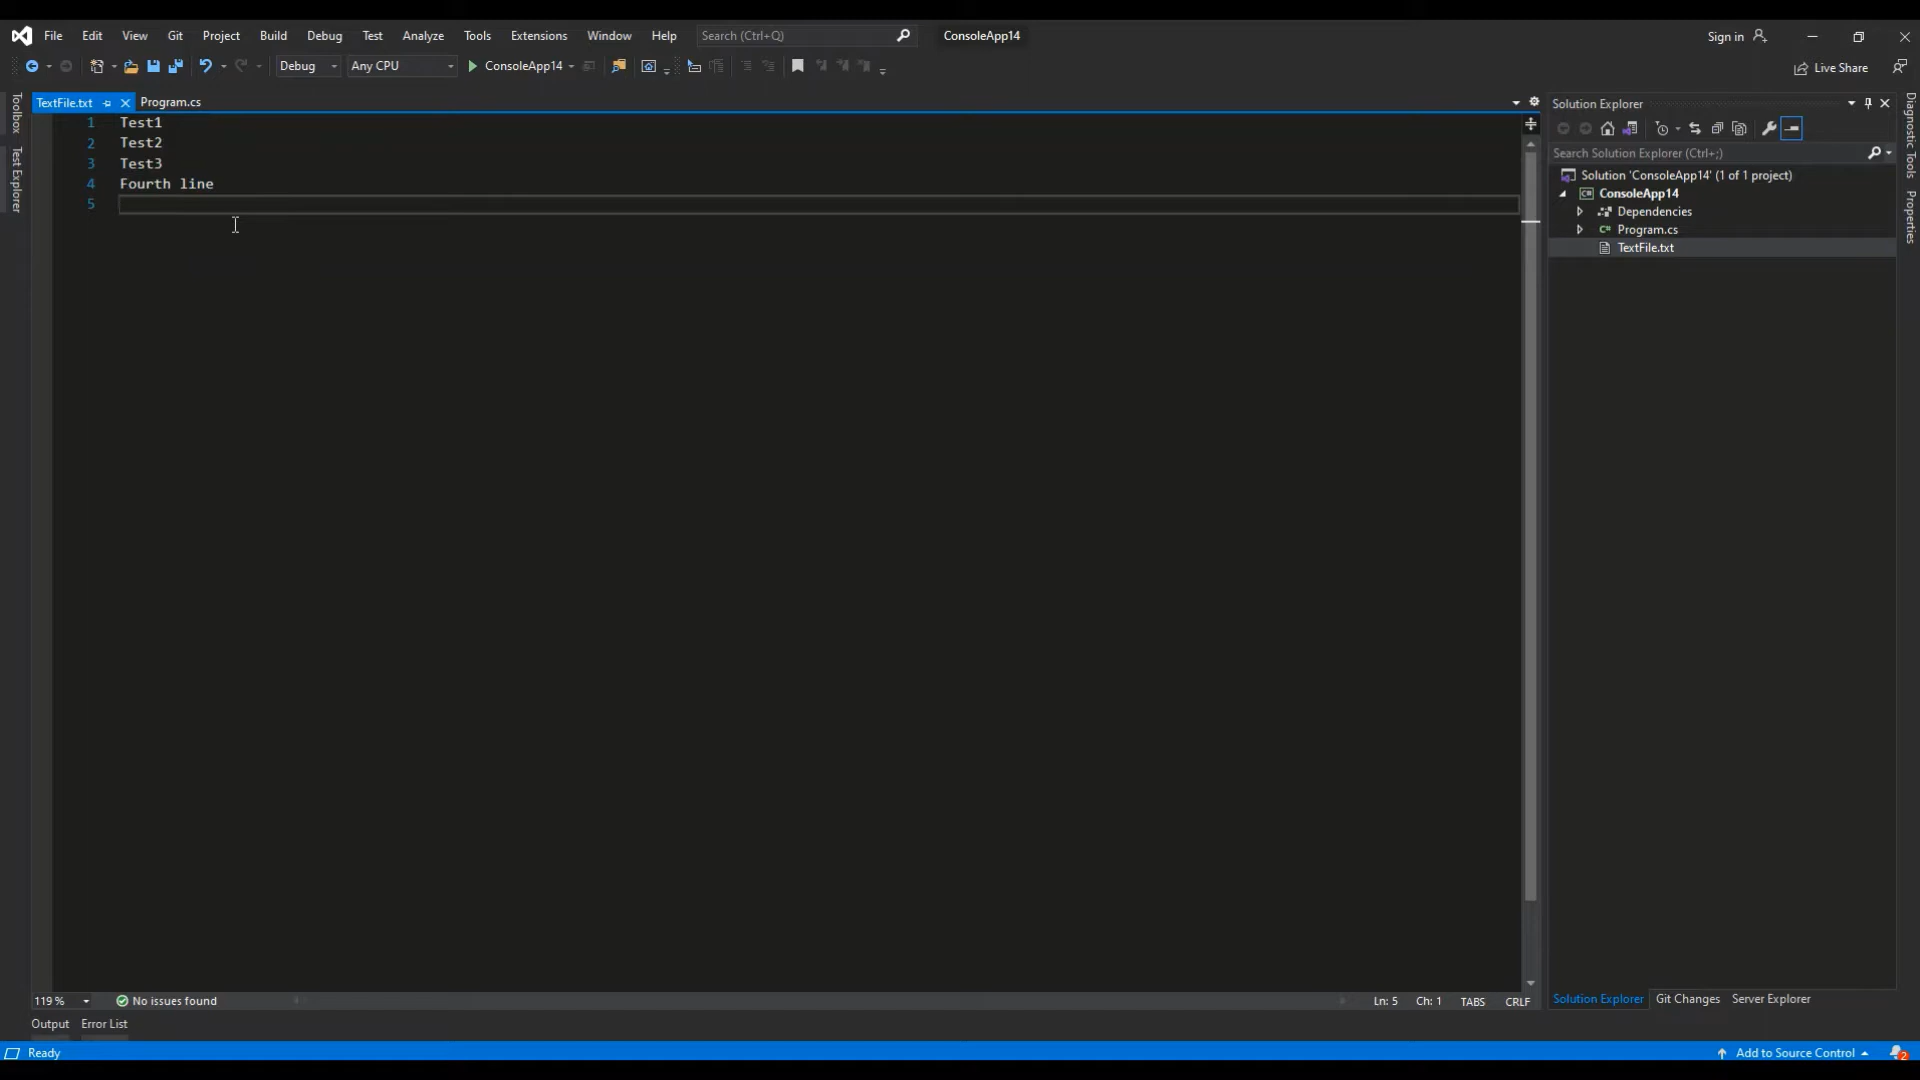 File Edit View Git Project Build Debug Test Analyze Tools Extensions Window Help Search (Ctrl+Q) ConsoleApp14 Sign in
Debug Any CPU ConsoleApp14 Live Share
TextFile.txt Program.cs
Toolbox
Test Explorer
1 Test1
2 Test2
3 Test3
4 Fourth line
5
Solution Explorer
Search Solution Explorer (Ctrl+;)
Solution 'ConsoleApp14' (1 of 1 project)
ConsoleApp14
Dependencies
C# Program.cs
TextFile.txt
Diagnostic Tools
Properties
119 % No issues found Ln: 5 Ch: 1 TABS CRLF
Solution Explorer Git Changes Server Explorer
Output Error List
Ready Add to Source Control 2